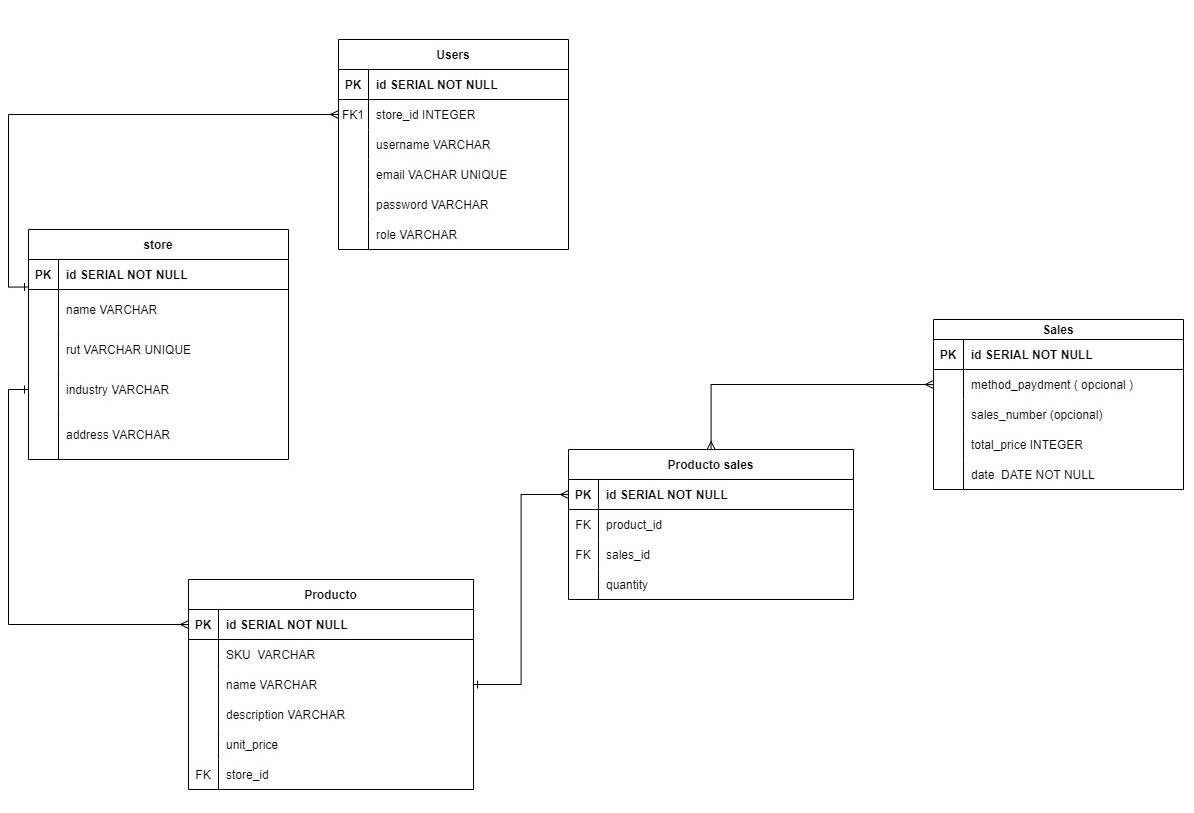 Users
PK id SERIAL NOT NULL
FK1 store_id INTEGER
username VARCHAR
email VACHAR UNIQUE
password VARCHAR
role VARCHAR
store
PK id SERIAL NOT NULL
name VARCHAR
rut VARCHAR UNIQUE
industry VARCHAR
address VARCHAR
Sales
PK id SERIAL NOT NULL
method_paydment ( opcional )
sales_number (opcional)
total_price INTEGER
date  DATE NOT NULL
Producto sales
PK id SERIAL NOT NULL
FK product_id
FK sales_id
quantity
Producto
PK id SERIAL NOT NULL
SKU  VARCHAR
name VARCHAR
description VARCHAR
unit_price
FK store_id